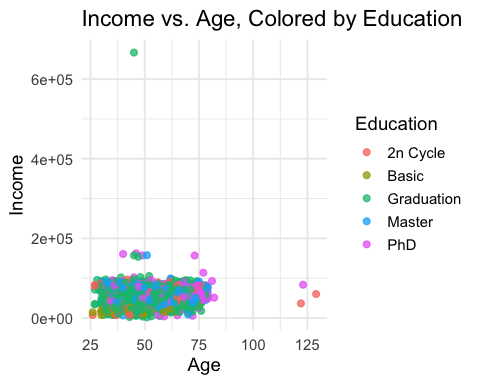 Income vs. Age, Colored by Education
6e+05
4e+05
2e+05
0e+00
Income
25 50 75 100 125
Age
Education
2n Cycle
Basic
Graduation
Master
PhD